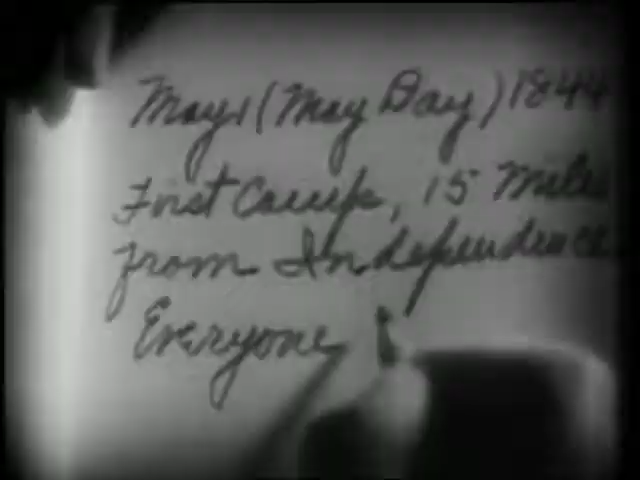 May 1 (May Day) 1844
First Camp, 15 Miles
from Independence
Everyone